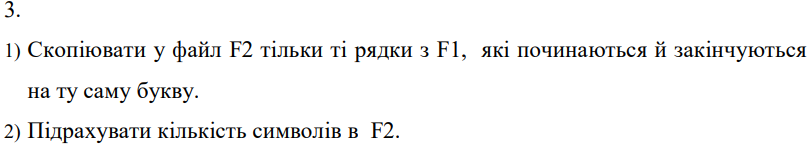 3.
1) Скопіювати у файл F2 тільки ті рядки з F1, які починаються й закінчуються
на ту саму букву.
2) Підрахувати кількість символів в F2.